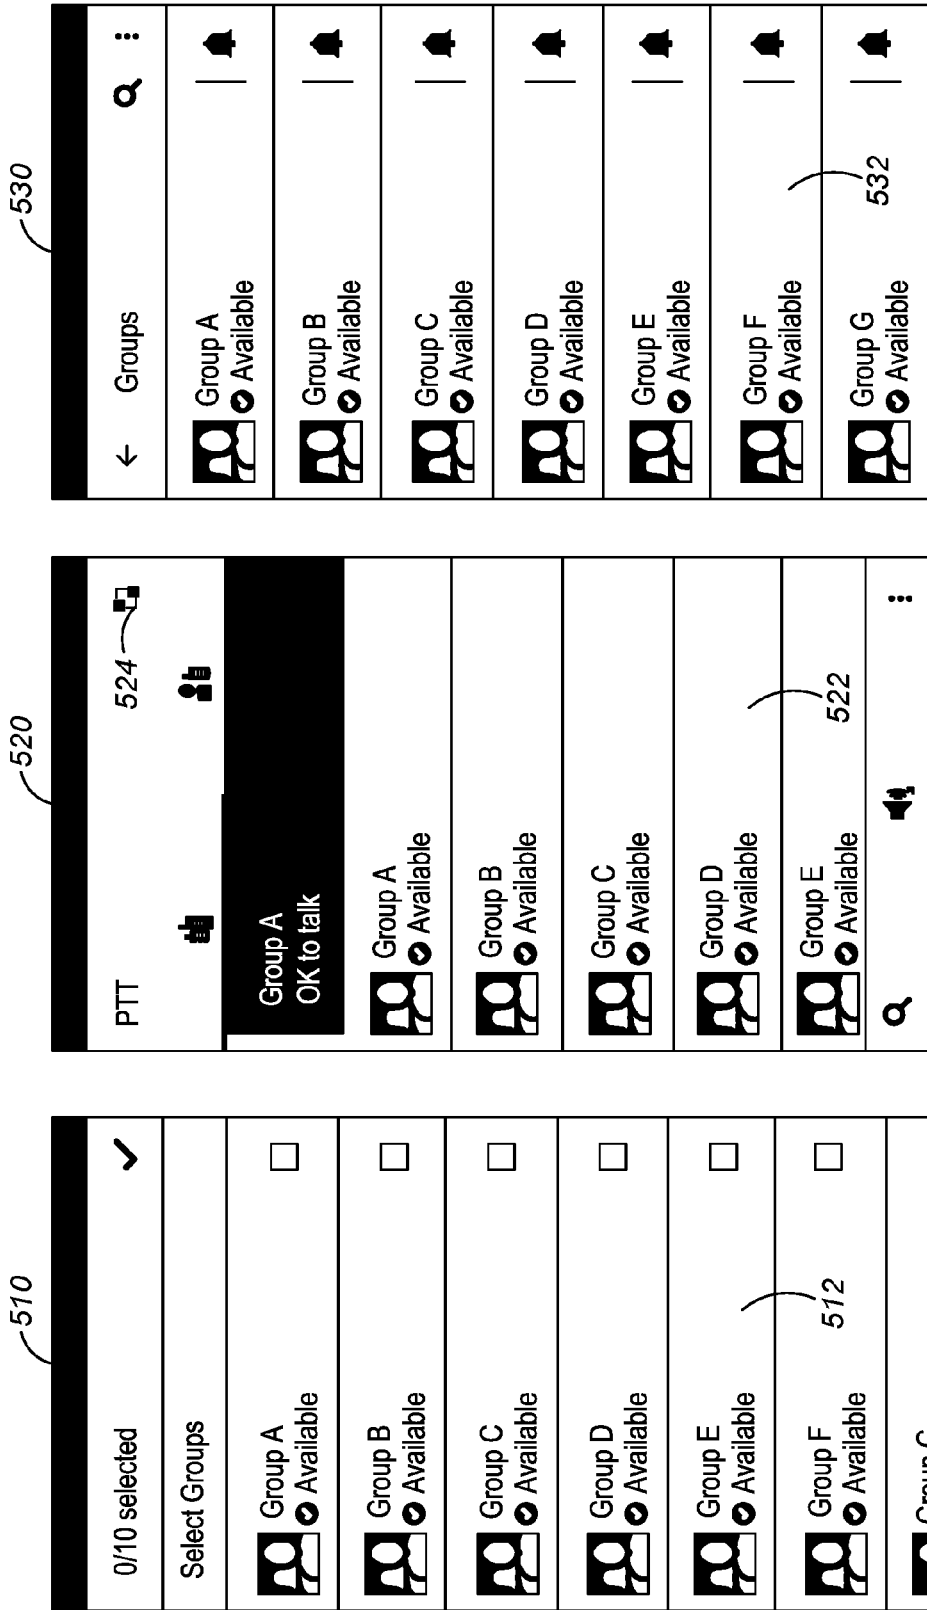 510
0/10 selected
Select Groups
Group A
Available
Group B
Available
Group C
Available
Group D
Available
Group E
Available
512
Group F
Available
Group G
520
PTT
524
Group A
OK to talk
Group A
Available
Group B
Available
Group C
Available
Group D
Available
522
Group E
Available
530
Groups
Group A
Available
Group B
Available
Group C
Available
Group D
Available
Group E
Available
Group F
Available
532
Group G
Available